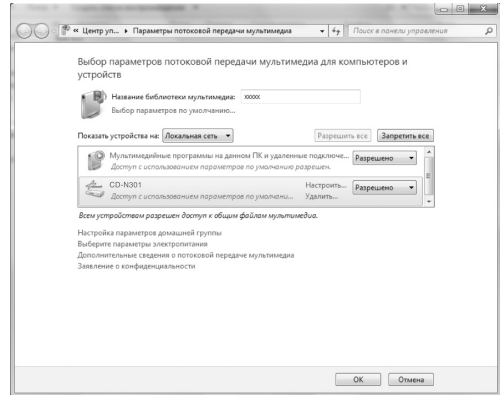 « Центр уп... ▸ Параметры потоковой передачи мультимедиа
Поиск в панели управления
Выбор параметров потоковой передачи мультимедиа для компьютеров и
устройств
Название библиотеки мультимедиа: xxxxx
Выбор параметров по умолчанию...
Показать устройства на: Локальная сеть
Разрешить все Запретить все
Мультимедийные программы на данном ПК и удаленные подключе... Разрешено
Доступ с использованием параметров по умолчанию разрешен.
CD-N301 Настроить... Разрешено
Доступ с использованием параметров по умолчани... Удалить...
Всем устройствам разрешен доступ к общим файлам мультимедиа.
Настройка параметров домашней группы
Выберите параметры электропитания
Дополнительные сведения о потоковой передаче мультимедиа
Заявление о конфиденциальности
OK Отмена